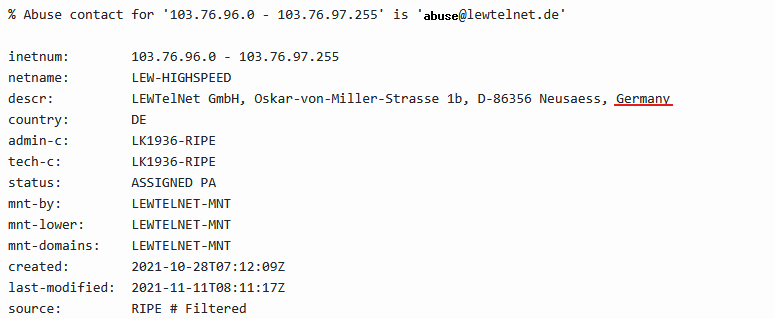 % Abuse contact for '103.76.96.0 - 103.76.97.255' is 'abuse@lewtelnet.de'
inetnum: 103.76.96.0 - 103.76.97.255
netname: LEW-HIGHSPEED
descr: LEWTelNet GmbH, Oskar-von-Miller-Strasse 1b, D-86356 Neusaess, Germany
country: DE
admin-c: LK1936-RIPE
tech-c: LK1936-RIPE
status: ASSIGNED PA
mnt-by: LEWTELNET-MNT
mnt-lower: LEWTELNET-MNT
mnt-domains: LEWTELNET-MNT
created: 2021-10-28T07:12:09Z
last-modified: 2021-11-11T08:11:17Z
source: RIPE # Filtered